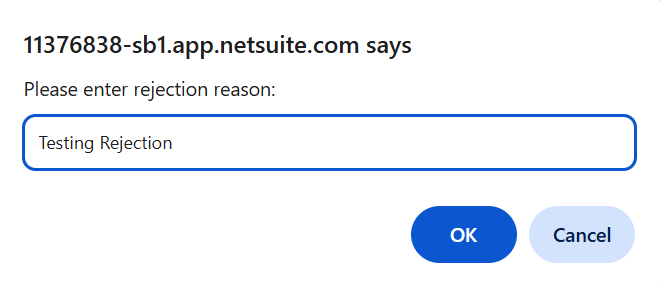 11376838-sb1.app.netsuite.com says
Please enter rejection reason:
Testing Rejection
OK
Cancel